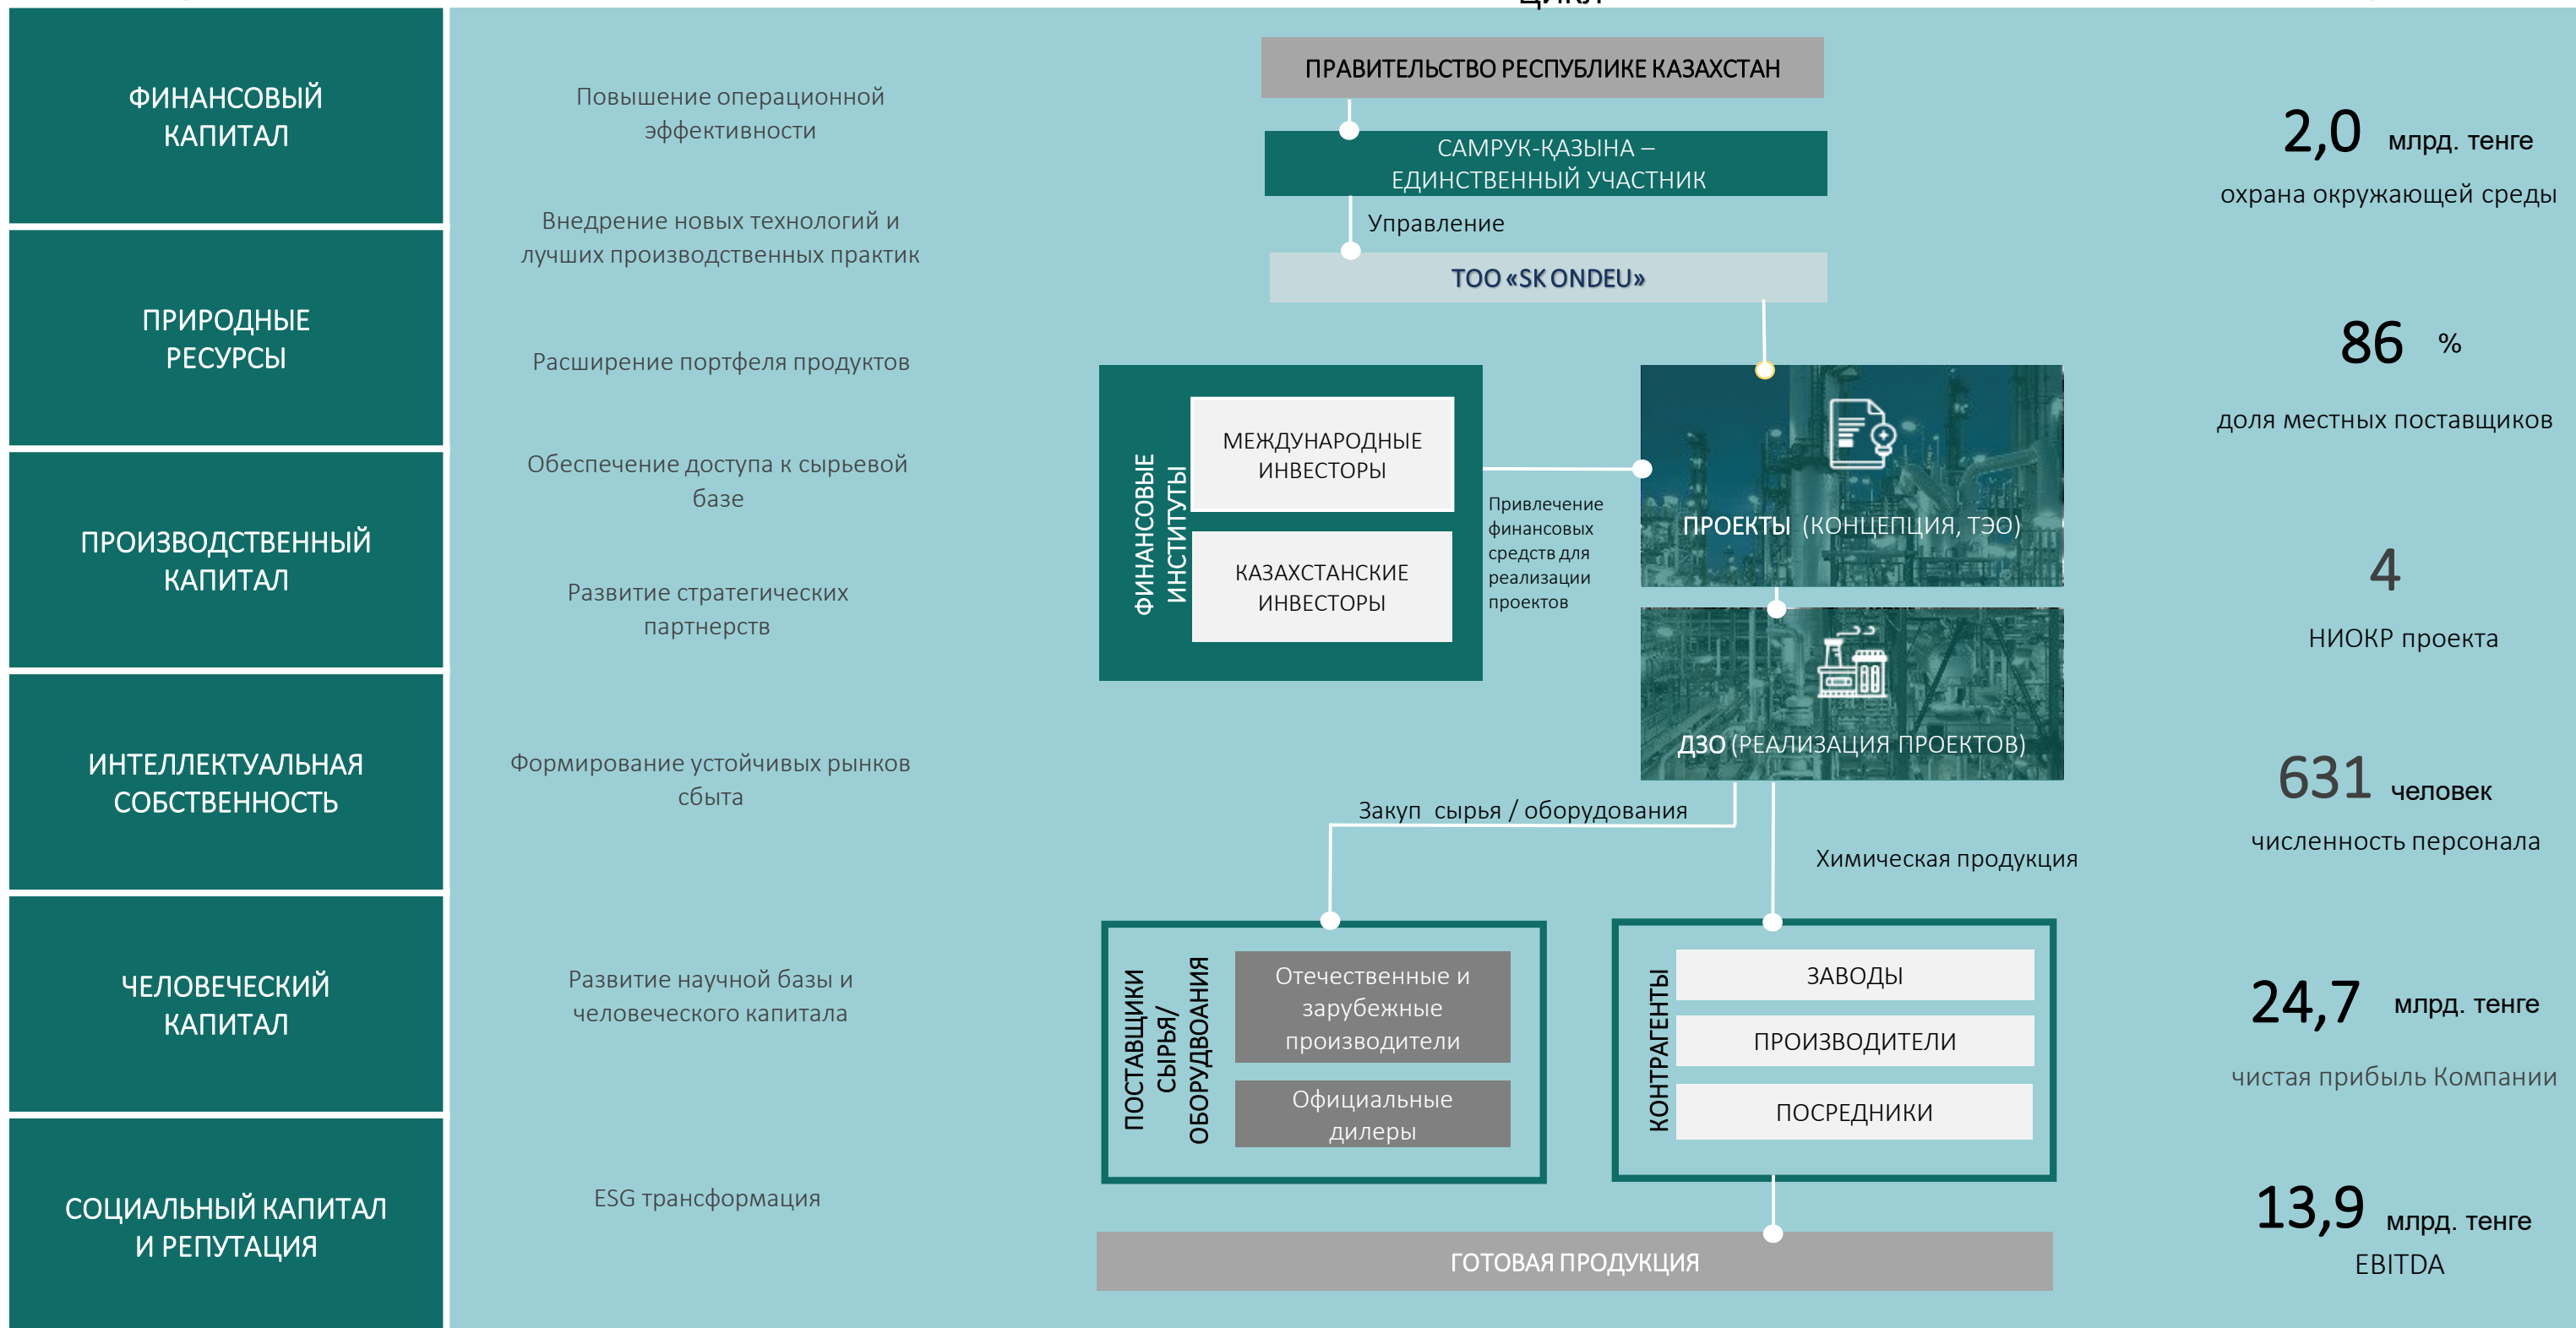 ЦИКЛ
ФИНАНСОВЫЙ
КАПИТАЛ
ПРИРОДНЫЕ
РЕСУРСЫ
ПРОИЗВОДСТВЕННЫЙ
КАПИТАЛ
ИНТЕЛЛЕКТУАЛЬНАЯ
СОБСТВЕННОСТЬ
ЧЕЛОВЕЧЕСКИЙ
КАПИТАЛ
СОЦИАЛЬНЫЙ КАПИТАЛ
И РЕПУТАЦИЯ
Повышение операционной
эффективности
Внедрение новых технологий и
лучших производственных практик
Расширение портфеля продуктов
Обеспечение доступа к сырьевой
базе
Развитие стратегических
партнерств
Формирование устойчивых рынков
сбыта
Развитие научной базы и
человеческого капитала
ESG трансформация
ПРАВИТЕЛЬСТВО РЕСПУБЛИКЕ КАЗАХСТАН
САМРУК-ҚАЗЫНА –
ЕДИНСТВЕННЫЙ УЧАСТНИК
Управление
ТОО «SK ONDEU»
ФИНАНСОВЫЕ
ИНСТИТУТЫ
МЕЖДУНАРОДНЫЕ
ИНВЕСТОРЫ
КАЗАХСТАНСКИЕ
ИНВЕСТОРЫ
Привлечение
финансовых
средств для
реализации
проектов
ПРОЕКТЫ (КОНЦЕПЦИЯ, ТЭО)
ДЗО (РЕАЛИЗАЦИЯ ПРОЕКТОВ)
Закуп сырья / оборудования
Химическая продукция
ПОСТАВЩИКИ
СЫРЬЯ/
ОБОРУДВОАНИЯ
Отечественные и
зарубежные
производители
Официальные
дилеры
КОНТРАГЕНТЫ
ЗАВОДЫ
ПРОИЗВОДИТЕЛИ
ПОСРЕДНИКИ
ГОТОВАЯ ПРОДУКЦИЯ
2,0 млрд. тенге
охрана окружающей среды
86 %
доля местных поставщиков
4
НИОКР проекта
631 человек
численность персонала
24,7 млрд. тенге
чистая прибыль Компании
13,9 млрд. тенге
EBITDA